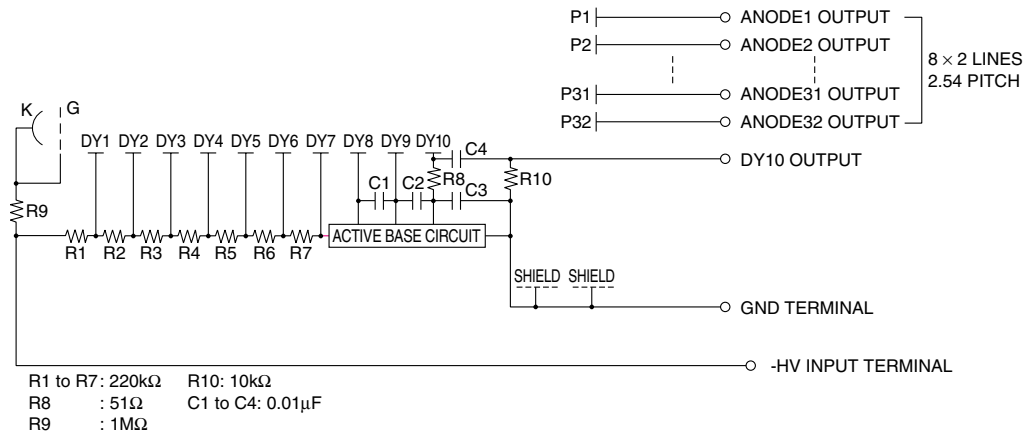 P1 ANODE1 OUTPUT
P2 ANODE2 OUTPUT
8 × 2 LINES
2.54 PITCH
P31 ANODE31 OUTPUT
P32 ANODE32 OUTPUT
K G
DY1 DY2 DY3 DY4 DY5 DY6 DY7 DY8 DY9 DY10
C4
DY10 OUTPUT
C1 C2 R8 C3 R10
R9
ACTIVE BASE CIRCUIT
R1 R2 R3 R4 R5 R6 R7
SHIELD SHIELD
GND TERMINAL
-HV INPUT TERMINAL
R1 to R7: 220kΩ R10: 10kΩ
R8 : 51Ω C1 to C4: 0.01μF
R9 : 1MΩ